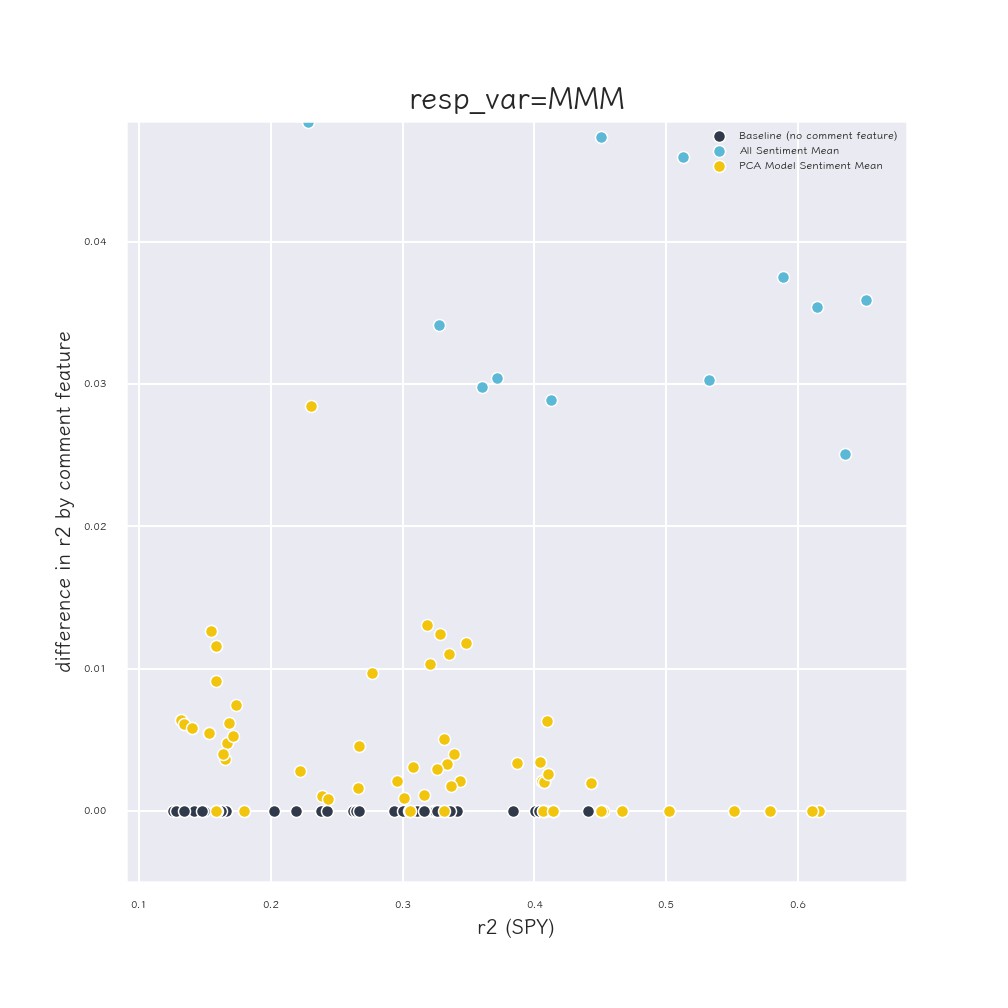 resp_var=MMM
Baseline (no comment feature)
All Sentiment Mean
PCA Model Sentiment Mean
difference in r2 by comment feature
0.04
0.03
0.02
0.01
0.00
0.1 0.2 0.3 0.4 0.5 0.6
r2 (SPY)